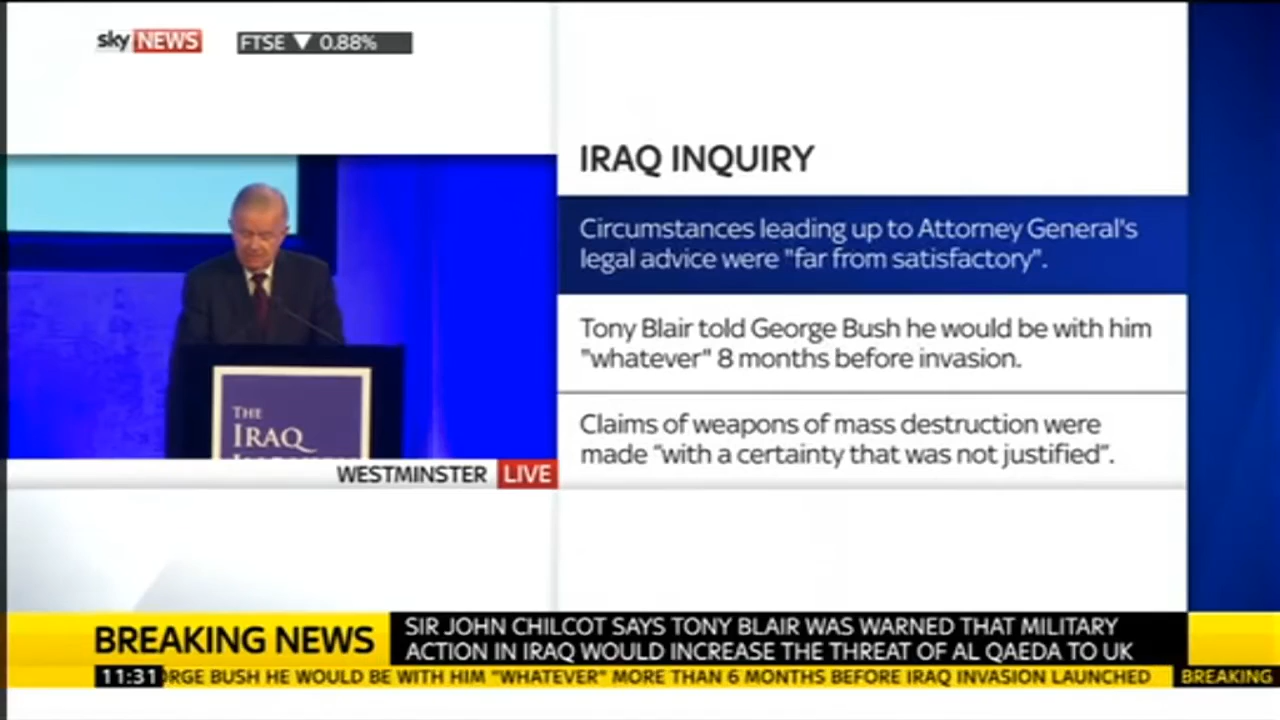 sky NEWS
FTSE ▼ 0.88%
IRAQ INQUIRY
Circumstances leading up to Attorney General's
legal advice were "far from satisfactory".
Tony Blair told George Bush he would be with him
"whatever" 8 months before invasion.
Claims of weapons of mass destruction were
made "with a certainty that was not justified".
THE
IRAQ
WESTMINSTER LIVE
BREAKING NEWS
SIR JOHN CHILCOT SAYS TONY BLAIR WAS WARNED THAT MILITARY
ACTION IN IRAQ WOULD INCREASE THE THREAT OF AL QAEDA TO UK
11:31 ORGE BUSH HE WOULD BE WITH HIM "WHATEVER" MORE THAN 6 MONTHS BEFORE IRAQ INVASION LAUNCHED BREAKING